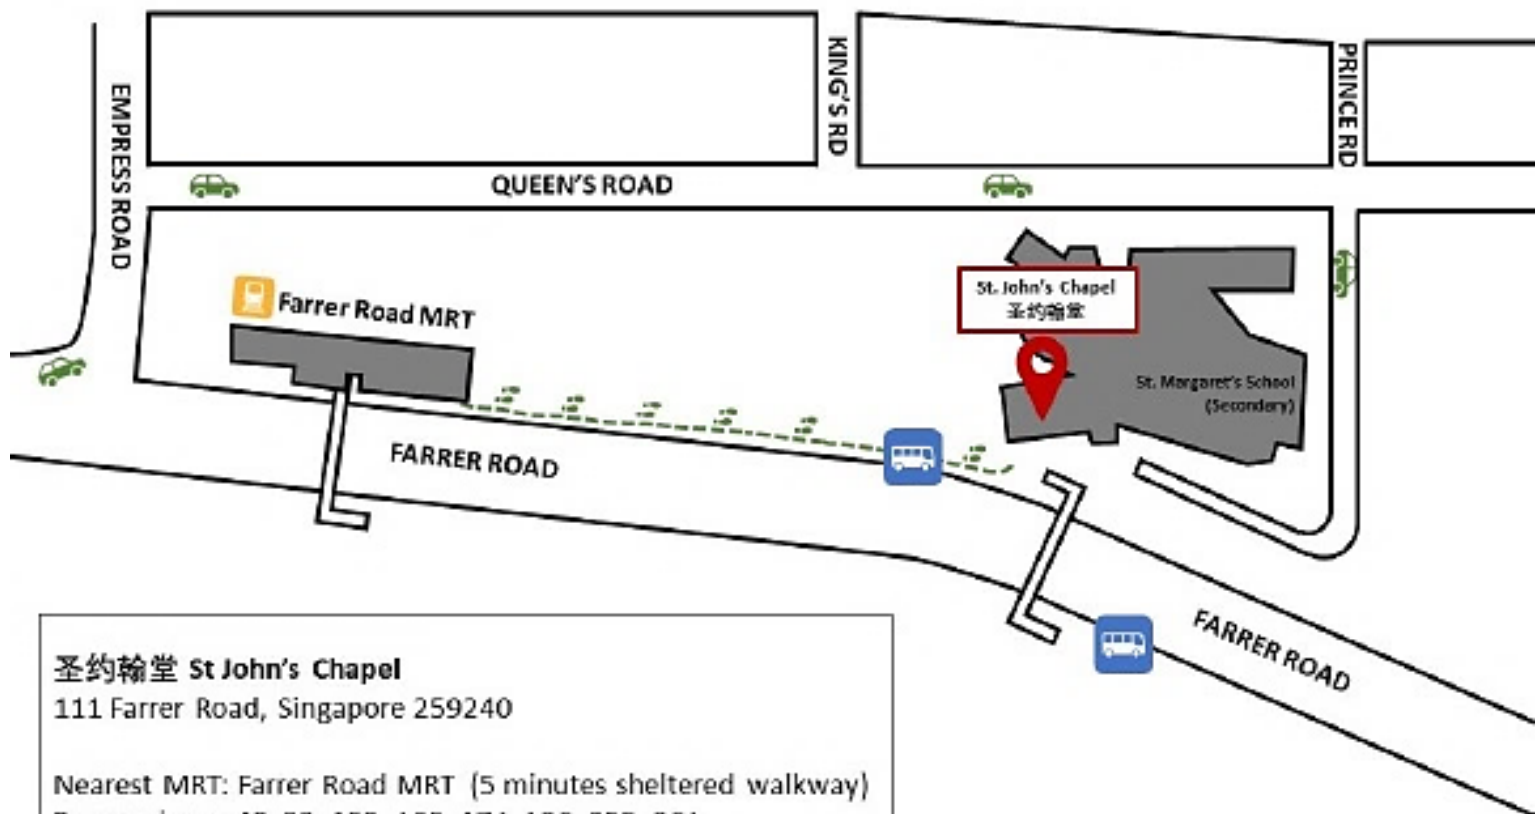 EMPRESS ROAD
KING'S RD
PRINCE RD
QUEEN'S ROAD
Farrer Road MRT
St. John's Chapel
圣约翰堂
St. Margaret's School
(Secondary)
FARRER ROAD
FARRER ROAD
圣约翰堂 St John's Chapel
111 Farrer Road, Singapore 259240
Nearest MRT: Farrer Road MRT (5 minutes sheltered walkway)